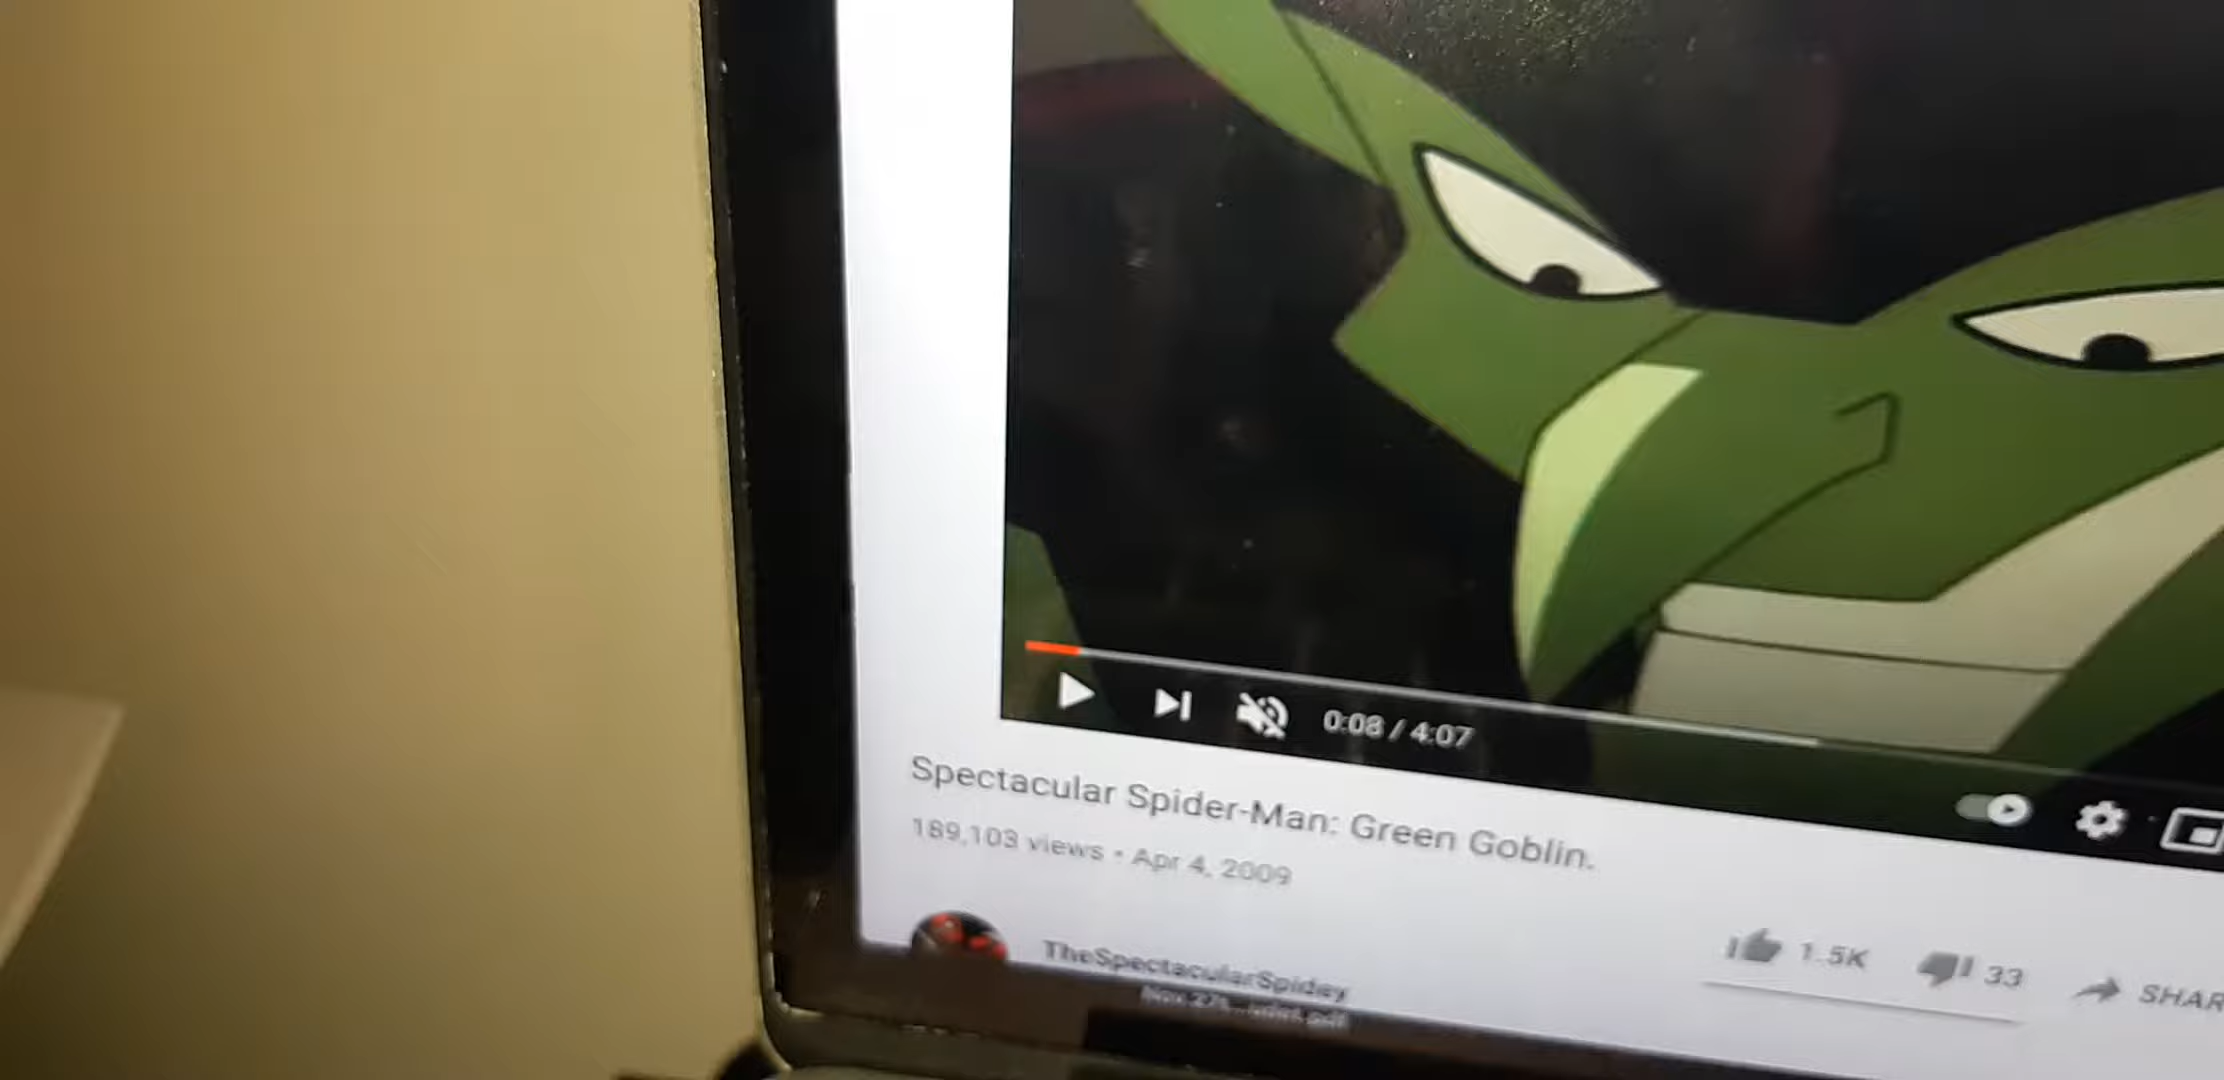 0:08 / 4:07
Spectacular Spider-Man: Green Goblin.
189,103 views • Apr 4, 2009
1.5K
33
SHAR
TheSpectacularSpidey